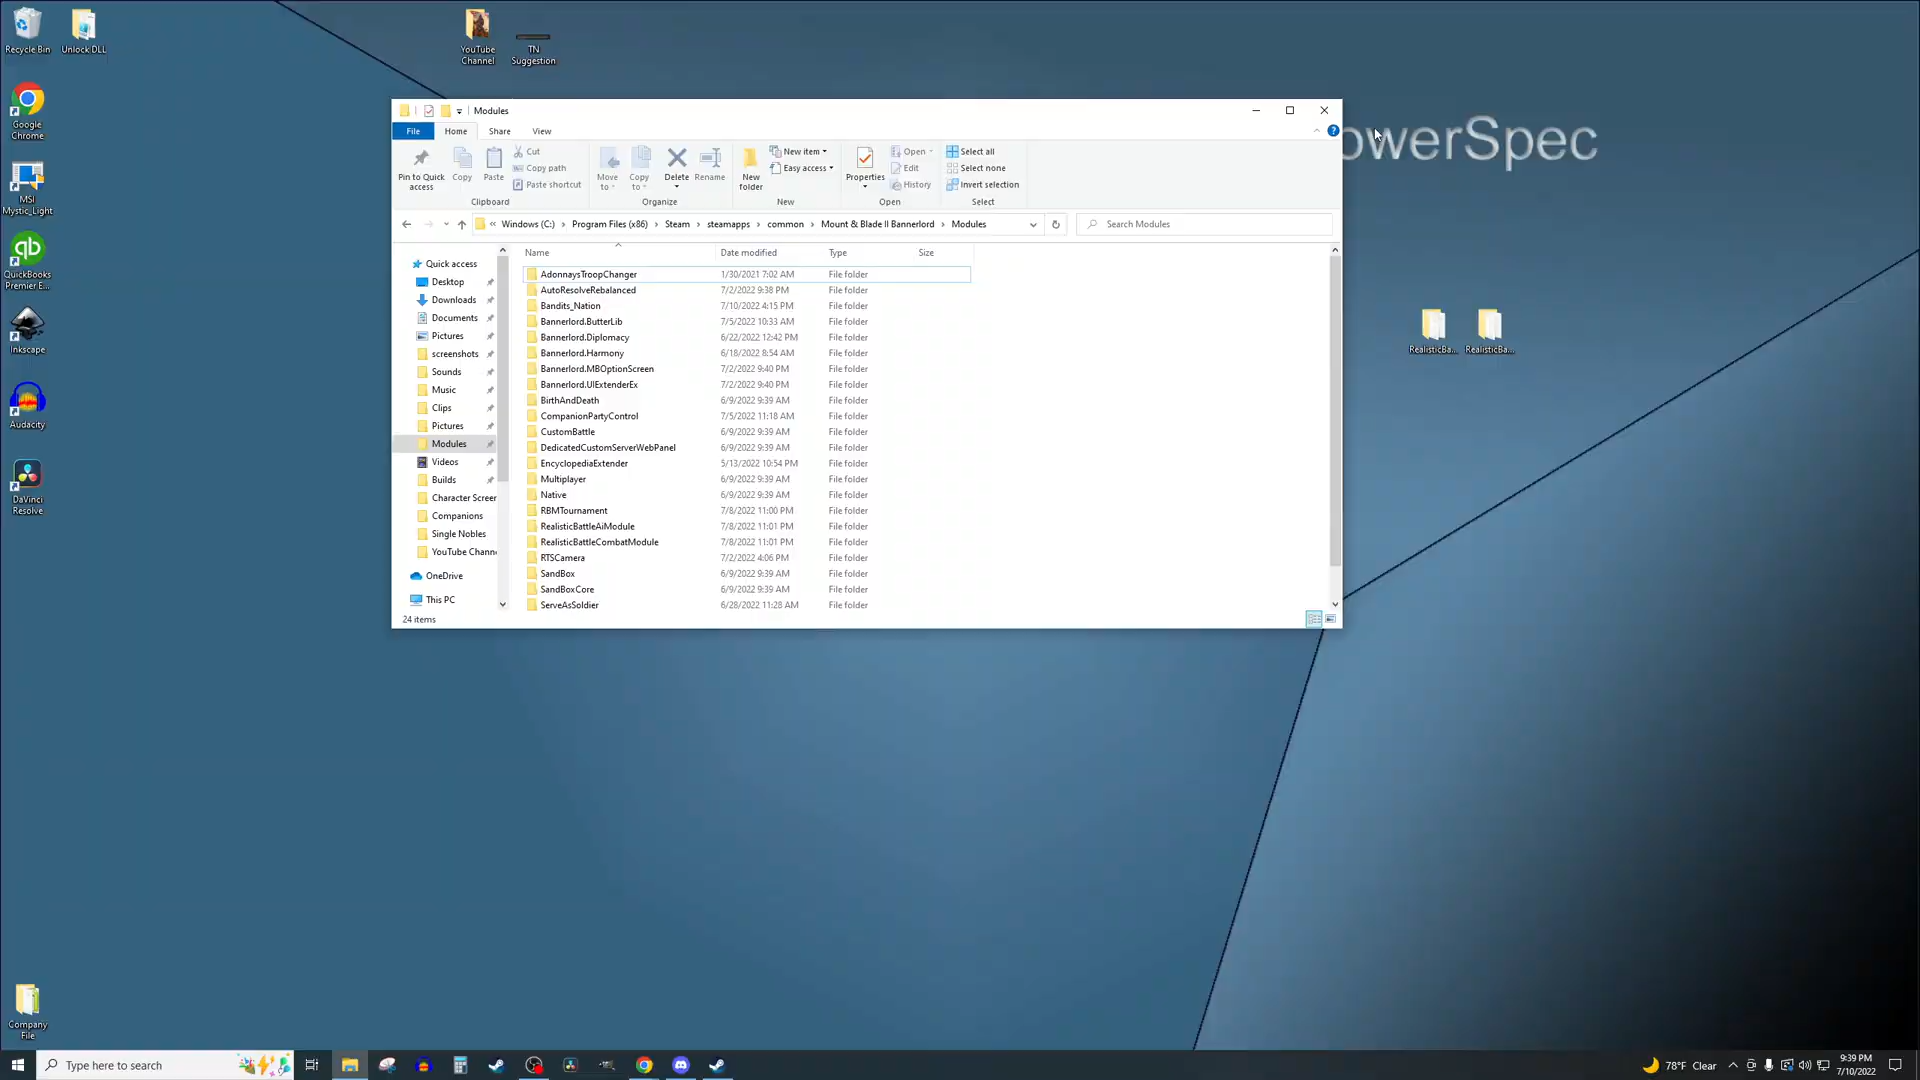 Recycle Bin
Unlock DLL
YouTube
Channel
TN
Suggestion
Google
Chrome
MSI
Mystic_Light
QuickBooks
Premier E...
Inkscape
Audacity
DaVinci
Resolve
Company
File
owerSpec
RealisticBa...
RealisticBa...
Modules
File
Home
Share
View
Pin to Quick
access
Copy
Paste
Cut
Copy path
Paste shortcut
Clipboard
Move
to
Copy
to
Delete
Rename
Organize
New
folder
New item
Easy access
New
Properties
Open
Edit
History
Open
Select all
Select none
Invert selection
Select
« Windows (C:) > Program Files (x86) > Steam > steamapps > common > Mount & Blade II Bannerlord > Modules
Search Modules
Quick access
Desktop
Downloads
Documents
Pictures
screenshots
Sounds
Music
Clips
Pictures
Modules
Videos
Builds
Character Screen
Companions
Single Nobles
YouTube Chann
OneDrive
This PC
Name Date modified Type Size
AdonnaysTroopChanger 1/30/2021 7:02 AM File folder
AutoResolveRebalanced 7/2/2022 9:38 PM File folder
Bandits_Nation 7/10/2022 4:15 PM File folder
Bannerlord.ButterLib 7/5/2022 10:33 AM File folder
Bannerlord.Diplomacy 6/22/2022 12:42 PM File folder
Bannerlord.Harmony 6/18/2022 8:54 AM File folder
Bannerlord.MBOptionScreen 7/2/2022 9:40 PM File folder
Bannerlord.UIExtenderEx 7/2/2022 9:40 PM File folder
BirthAndDeath 6/9/2022 9:39 AM File folder
CompanionPartyControl 7/5/2022 11:18 AM File folder
CustomBattle 6/9/2022 9:39 AM File folder
DedicatedCustomServerWebPanel 6/9/2022 9:39 AM File folder
EncyclopediaExtender 5/13/2022 10:54 PM File folder
Multiplayer 6/9/2022 9:39 AM File folder
Native 6/9/2022 9:39 AM File folder
RBMTournament 7/8/2022 11:00 PM File folder
RealisticBattleAiModule 7/8/2022 11:01 PM File folder
RealisticBattleCombatModule 7/8/2022 11:01 PM File folder
RTSCamera 7/2/2022 4:06 PM File folder
SandBox 6/9/2022 9:39 AM File folder
SandBoxCore 6/9/2022 9:39 AM File folder
ServeAsSoldier 6/28/2022 11:28 AM File folder
24 items
Type here to search
78°F Clear
9:39 PM
7/10/2022